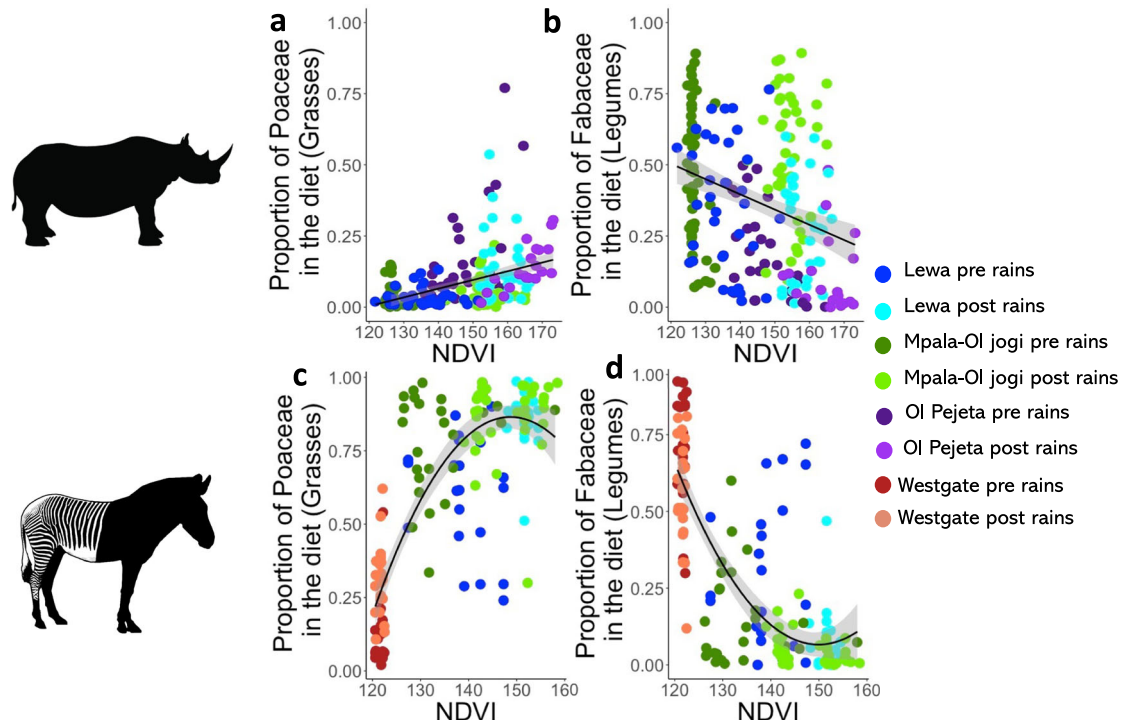 a
1.00
0.75
0.50
0.25
0.00
Proportion of Poaceae
in the diet (Grasses)
120 130 140 150 160 170
NDVI
b
1.00
0.75
0.50
0.25
0.00
Proportion of Fabaceae
in the diet (Legumes)
120 130 140 150 160 170
NDVI
c
1.00
0.75
0.50
0.25
0.00
Proportion of Poaceae
in the diet (Grasses)
120 130 140 150 160
NDVI
d
1.00
0.75
0.50
0.25
0.00
Proportion of Fabaceae
in the diet (Legumes)
120 130 140 150 160
NDVI
Lewa pre rains
Lewa post rains
Mpala-Ol jogi pre rains
Mpala-Ol jogi post rains
Ol Pejeta pre rains
Ol Pejeta post rains
Westgate pre rains
Westgate post rains